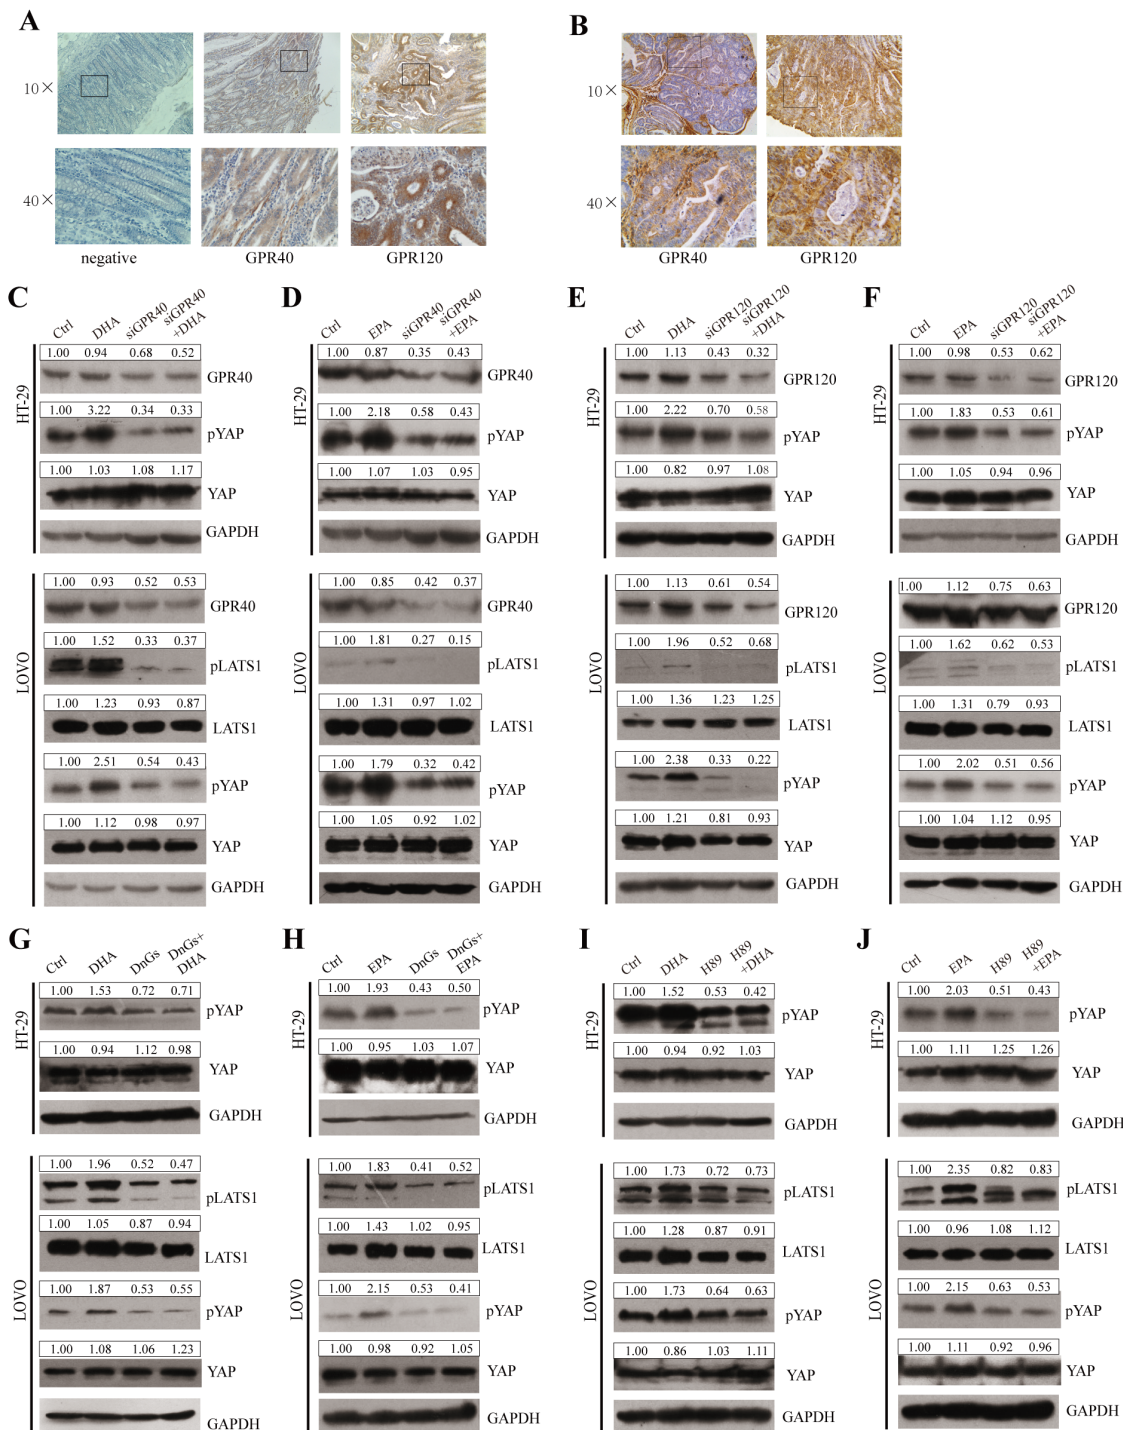 A
B
10×
10×
40×
40×
negative
GPR40
GPR120
GPR40
GPR120
C
Ctrl DHA siGPR40 siGPR40 +DHA
HT-29
1.00 0.94 0.68 0.52
GPR40
1.00 3.22 0.34 0.33
pYAP
1.00 1.03 1.08 1.17
YAP
GAPDH
LOVO
1.00 0.93 0.52 0.53
GPR40
1.00 1.52 0.33 0.37
pLATS1
1.00 1.23 0.93 0.87
LATS1
1.00 2.51 0.54 0.43
pYAP
1.00 1.12 0.98 0.97
YAP
GAPDH
D
Ctrl EPA siGPR40 siGPR40 +EPA
HT-29
1.00 0.87 0.35 0.43
GPR40
1.00 2.18 0.58 0.43
pYAP
1.00 1.07 1.03 0.95
YAP
GAPDH
LOVO
1.00 0.85 0.42 0.37
GPR40
1.00 1.81 0.27 0.15
pLATS1
1.00 1.31 0.97 1.02
LATS1
1.00 1.79 0.32 0.42
pYAP
1.00 1.05 0.92 1.02
YAP
GAPDH
E
Ctrl DHA siGPR120 siGPR120 +DHA
HT-29
1.00 1.13 0.43 0.32
GPR120
1.00 2.22 0.70 0.58
pYAP
1.00 0.82 0.97 1.08
YAP
GAPDH
LOVO
1.00 1.13 0.61 0.54
GPR120
1.00 1.96 0.52 0.68
pLATS1
1.00 1.36 1.23 1.25
LATS1
1.00 2.38 0.33 0.22
pYAP
1.00 1.21 0.81 0.93
YAP
GAPDH
F
Ctrl EPA siGPR120 siGPR120 +EPA
HT-29
1.00 0.98 0.53 0.62
GPR120
1.00 1.83 0.53 0.61
pYAP
1.00 1.05 0.94 0.96
YAP
GAPDH
LOVO
1.00 1.12 0.75 0.63
GPR120
1.00 1.62 0.62 0.53
pLATS1
1.00 1.31 0.79 0.93
LATS1
1.00 2.02 0.51 0.56
pYAP
1.00 1.04 1.12 0.95
YAP
GAPDH
G
Ctrl DHA DnGs DnGs+ DHA
HT-29
1.00 1.53 0.72 0.71
pYAP
1.00 0.94 1.12 0.98
YAP
GAPDH
LOVO
1.00 1.96 0.52 0.47
pLATS1
1.00 1.05 0.87 0.94
LATS1
1.00 1.87 0.53 0.55
pYAP
1.00 1.08 1.06 1.23
YAP
GAPDH
H
Ctrl EPA DnGs DnGs+ EPA
HT-29
1.00 1.93 0.43 0.50
pYAP
1.00 0.95 1.03 1.07
YAP
GAPDH
LOVO
1.00 1.83 0.41 0.52
pLATS1
1.00 1.43 1.02 0.95
LATS1
1.00 2.15 0.53 0.41
pYAP
1.00 0.98 0.92 1.05
YAP
GAPDH
I
Ctrl DHA H89 H89 +DHA
HT-29
1.00 1.52 0.53 0.42
pYAP
1.00 0.94 0.92 1.03
YAP
GAPDH
LOVO
1.00 1.73 0.72 0.73
pLATS1
1.00 1.28 0.87 0.91
LATS1
1.00 1.73 0.64 0.63
pYAP
1.00 0.86 1.03 1.11
YAP
GAPDH
J
Ctrl EPA H89 H89 +EPA
HT-29
1.00 2.03 0.51 0.43
pYAP
1.00 1.11 1.25 1.26
YAP
GAPDH
LOVO
1.00 2.35 0.82 0.83
pLATS1
1.00 0.96 1.08 1.12
LATS1
1.00 2.15 0.63 0.53
pYAP
1.00 1.11 0.92 0.96
YAP
GAPDH